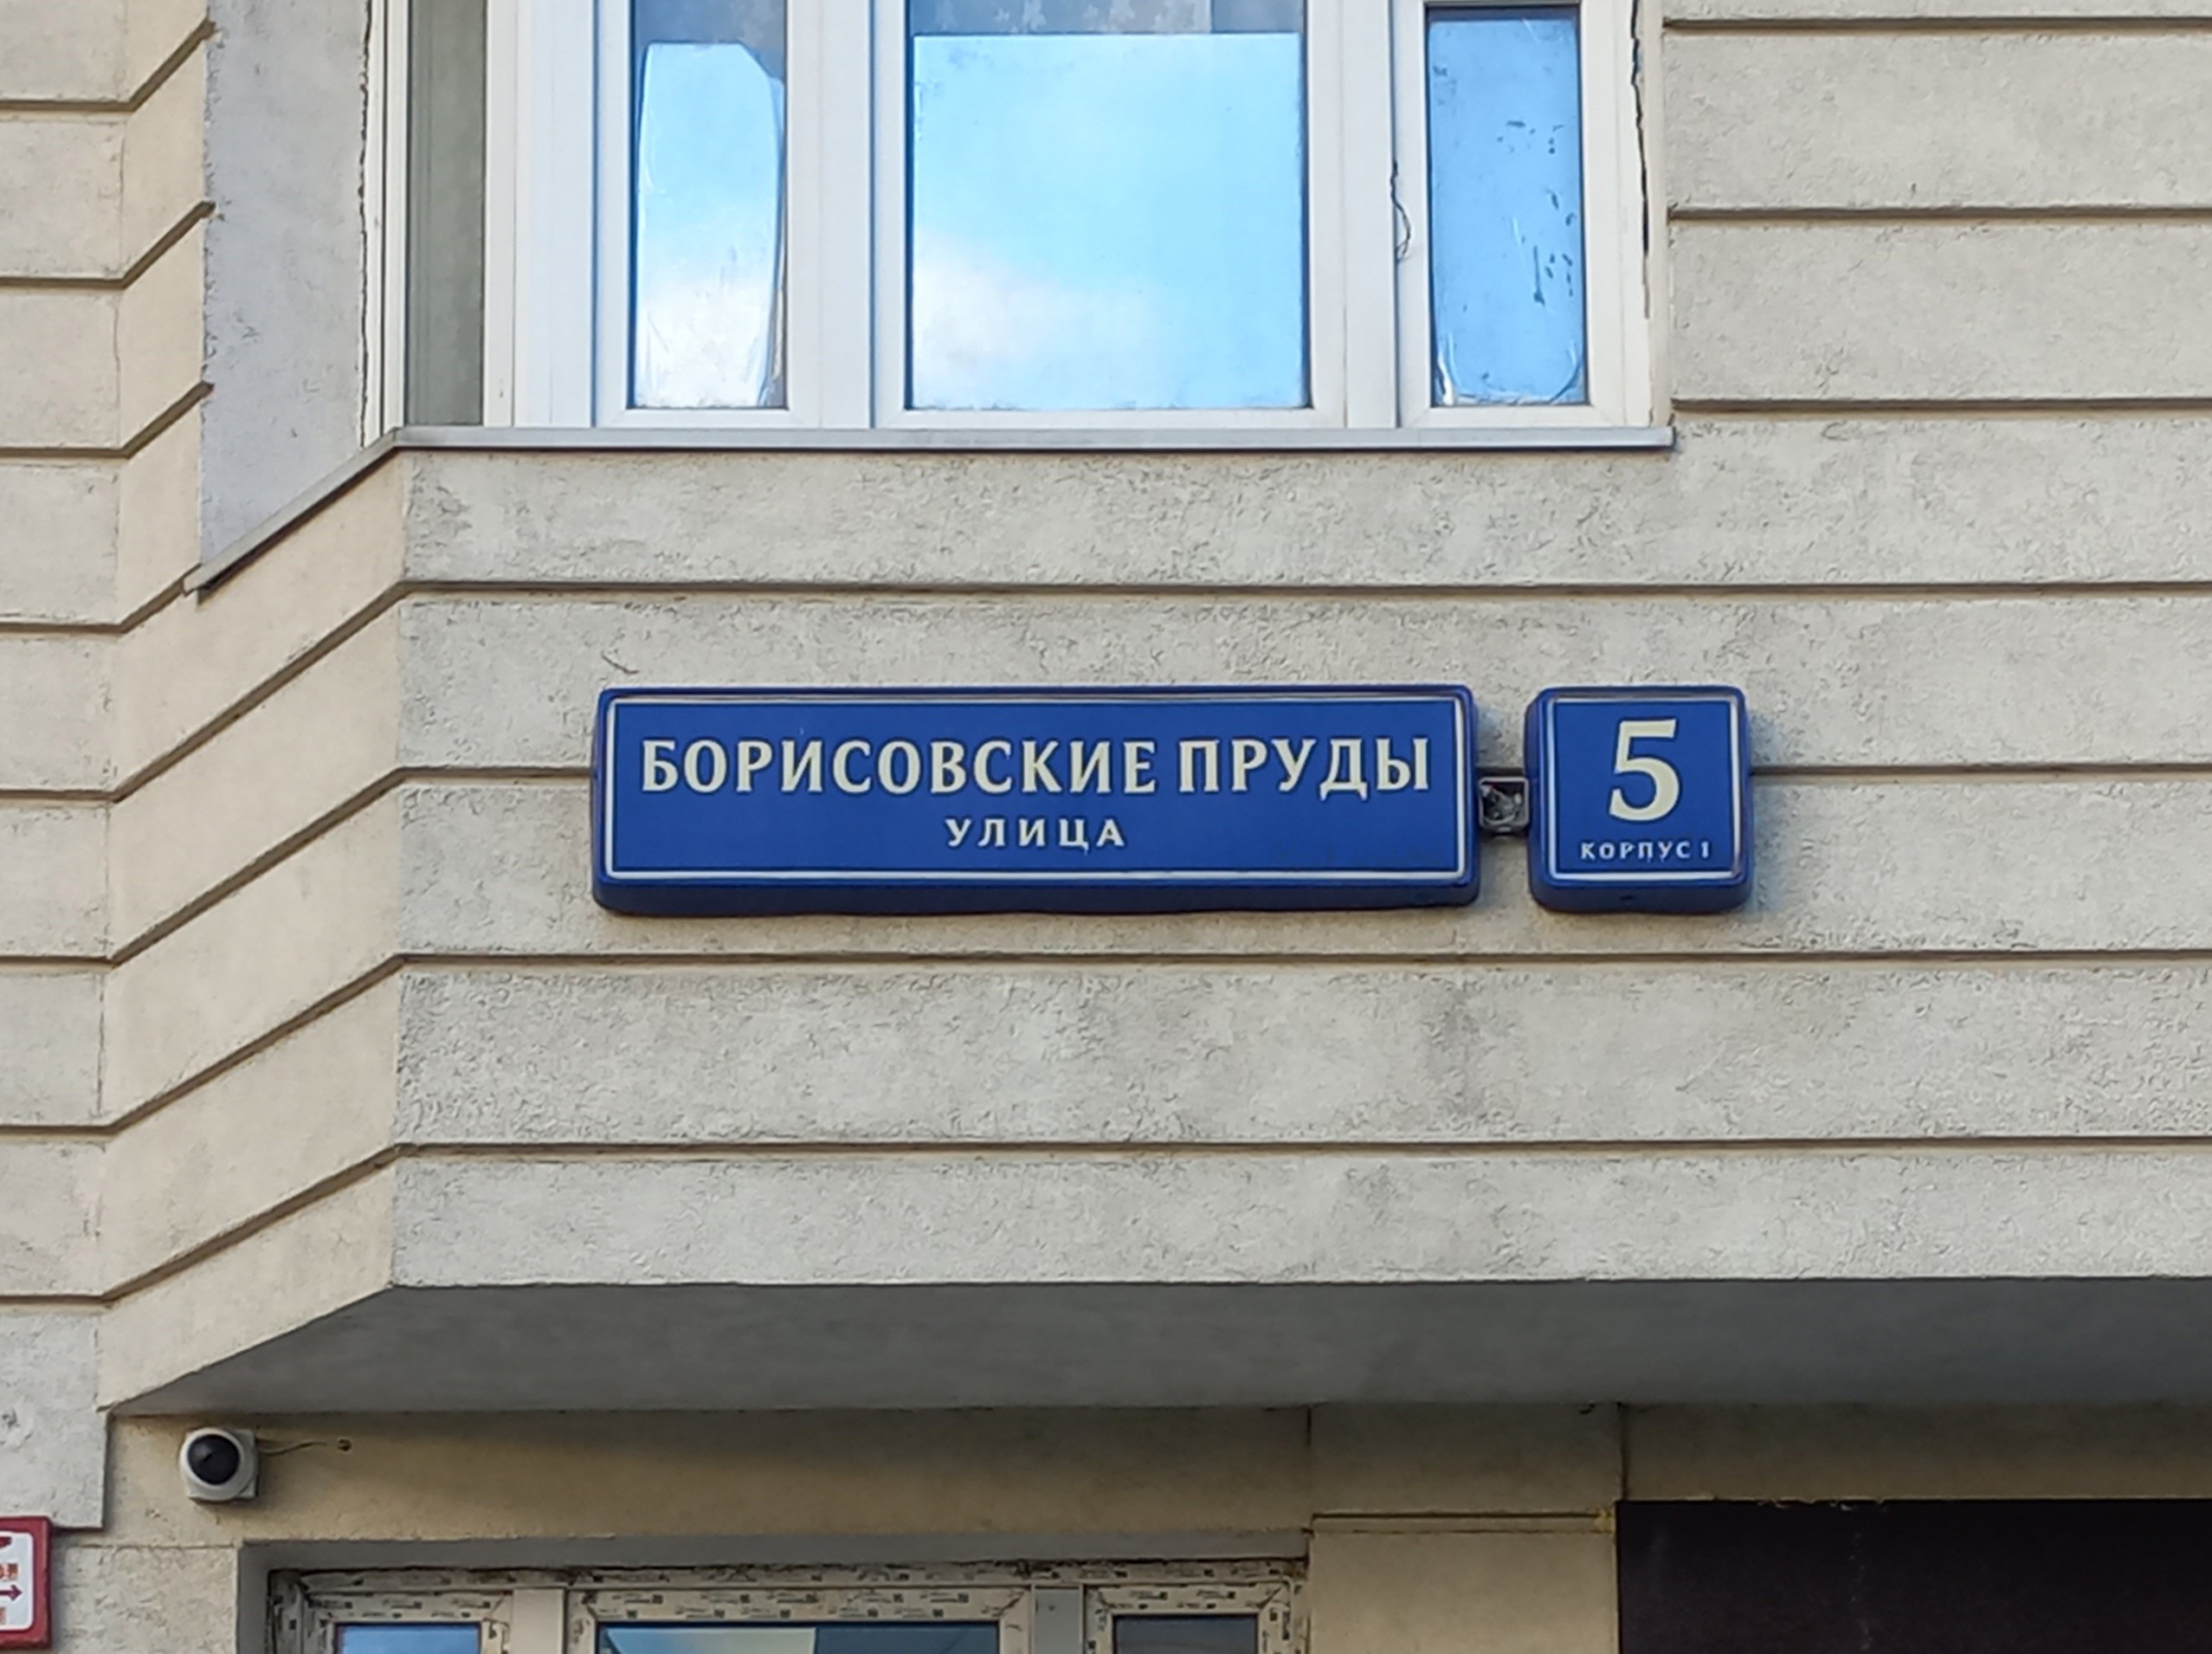 БОРИСОВСКИЕ ПРУДЫ
УЛИЦА
5
КОРПУС 1